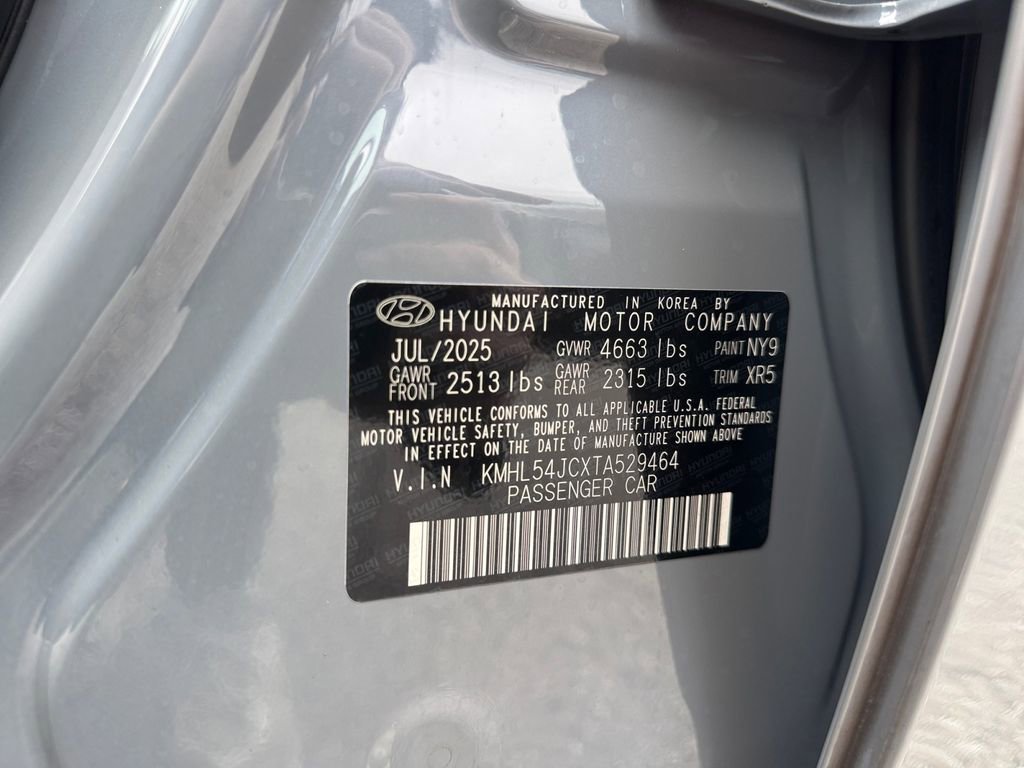 MANUFACTURED IN KOREA BY
HYUNDAI MOTOR COMPANY
JUL/2025 GVWR 4663 lbs PAINT NY9
GAWR FRONT 2513 lbs GAWR REAR 2315 lbs TRIM XR5
THIS VEHICLE CONFORMS TO ALL APPLICABLE U.S.A. FEDERAL
MOTOR VEHICLE SAFETY, BUMPER, AND THEFT PREVENTION STANDARDS
IN EFFECT ON THE DATE OF MANUFACTURE SHOWN ABOVE
V.I.N KMHL54JCXTA529464
PASSENGER CAR